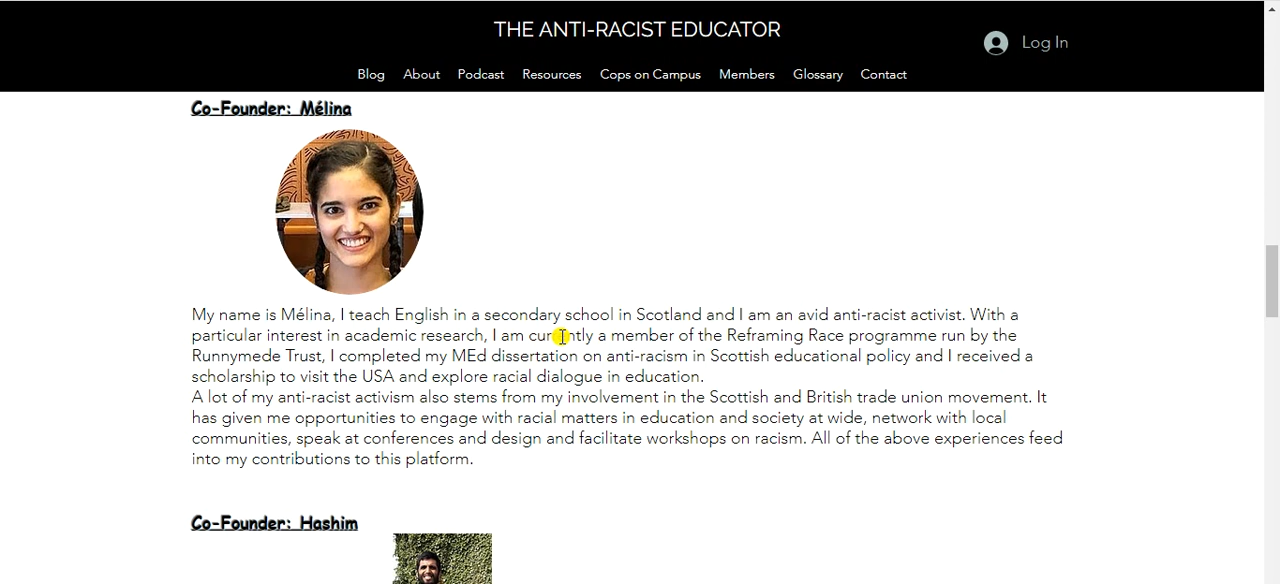 THE ANTI-RACIST EDUCATOR
Log In
Blog About Podcast Resources Cops on Campus Members Glossary Contact
Co-Founder: Mélina
My name is Mélina, I teach English in a secondary school in Scotland and I am an avid anti-racist activist. With a
particular interest in academic research, I am currently a member of the Reframing Race programme run by the
Runnymede Trust, I completed my MEd dissertation on anti-racism in Scottish educational policy and I received a
scholarship to visit the USA and explore racial dialogue in education.
A lot of my anti-racist activism also stems from my involvement in the Scottish and British trade union movement. It
has given me opportunities to engage with racial matters in education and society at wide, network with local
communities, speak at conferences and design and facilitate workshops on racism. All of the above experiences feed
into my contributions to this platform.
Co-Founder: Hashim